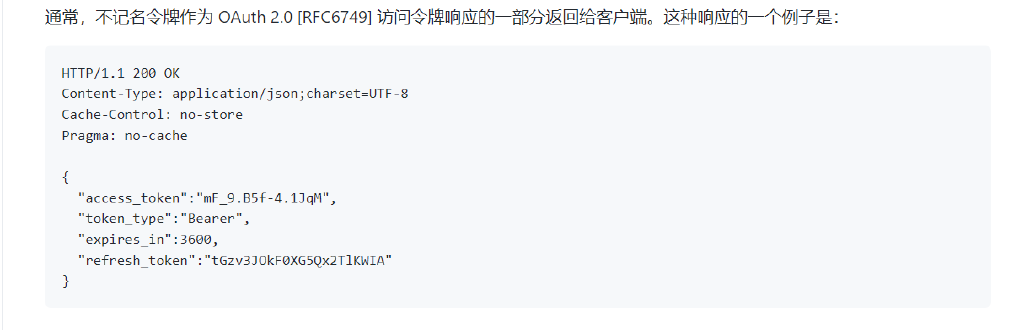 通常，不记名令牌作为 OAuth 2.0 [RFC6749] 访问令牌响应的一部分返回给客户端。这种响应的一个例子是：
HTTP/1.1 200 OK
Content-Type: application/json;charset=UTF-8
Cache-Control: no-store
Pragma: no-cache
{
"access_token":"mF_9.B5f-4.1JqM",
"token_type":"Bearer",
"expires_in":3600,
"refresh_token":"tGzv3JOkF0XG5Qx2TlKWIA"
}